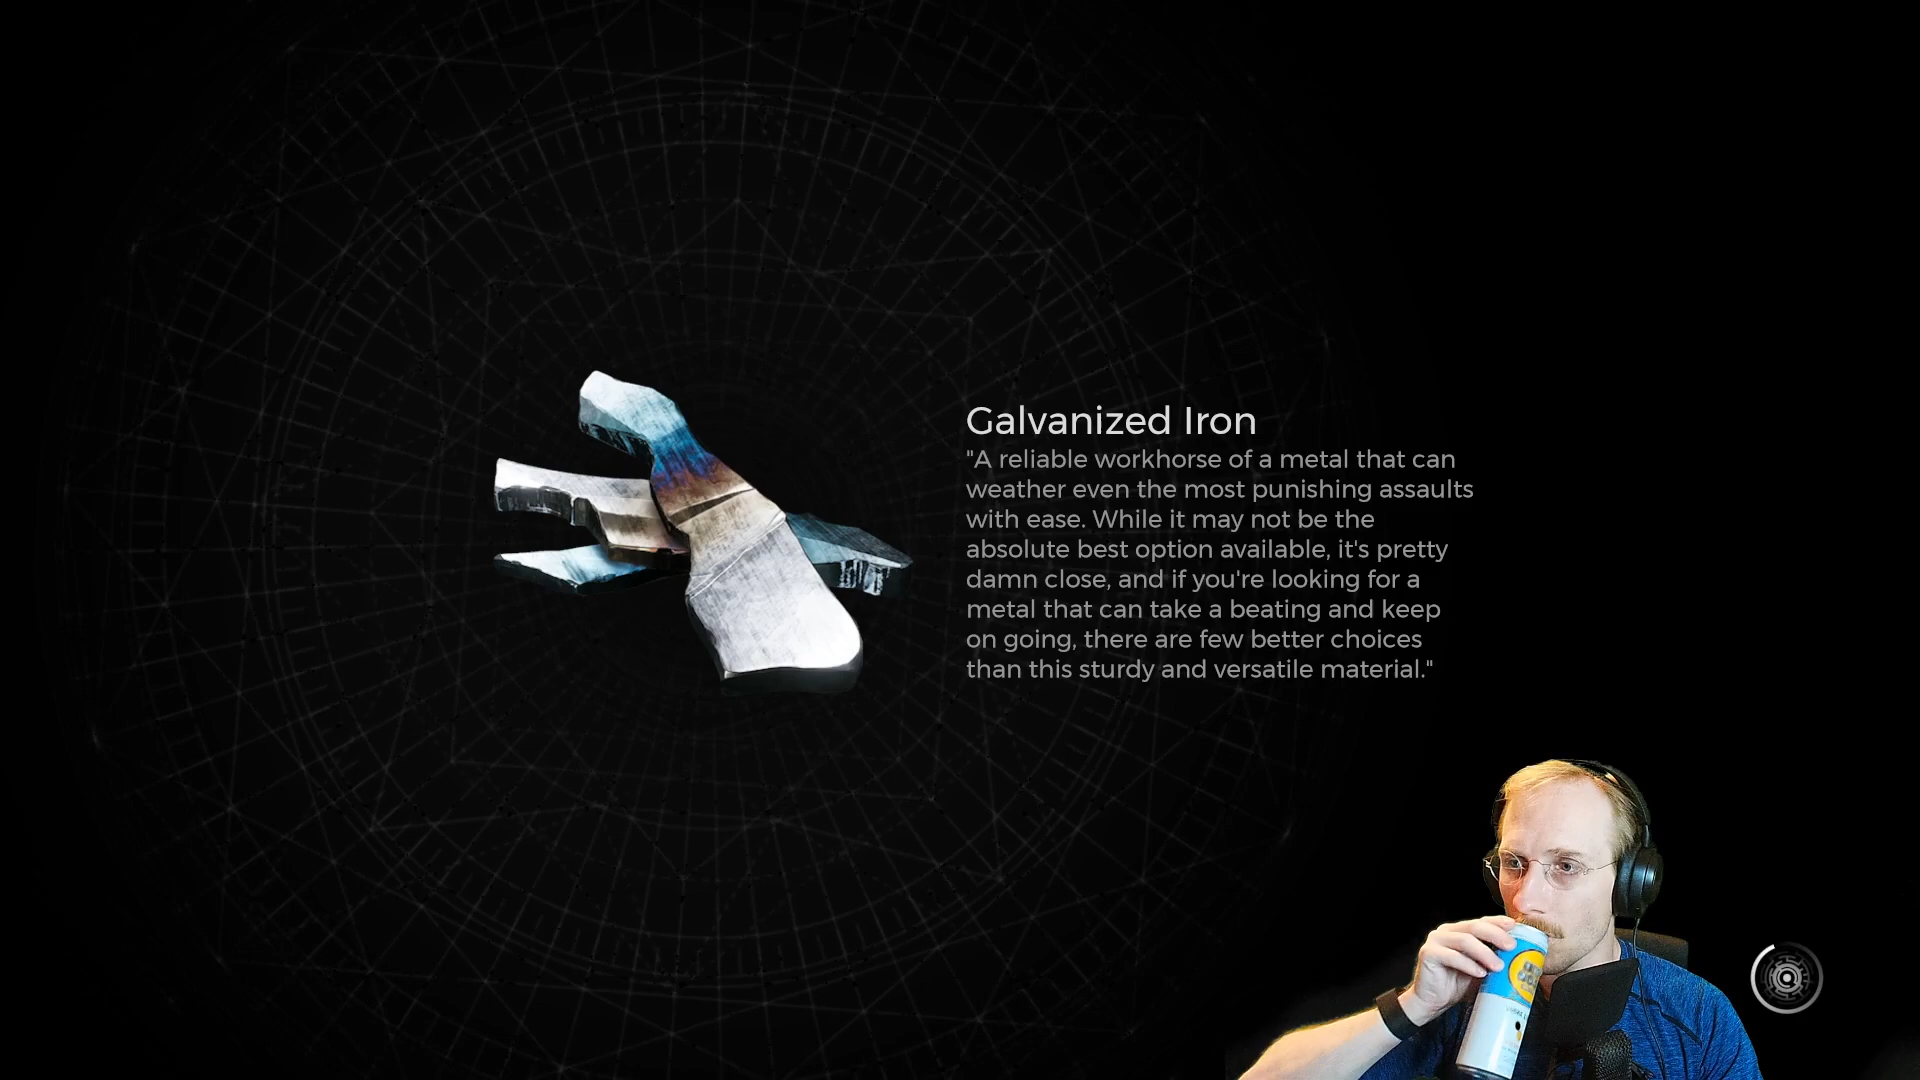 Galvanized Iron
"A reliable workhorse of a metal that can
weather even the most punishing assaults
with ease. While it may not be the
absolute best option available, it's pretty
damn close, and if you're looking for a
metal that can take a beating and keep
on going, there are few better choices
than this sturdy and versatile material."